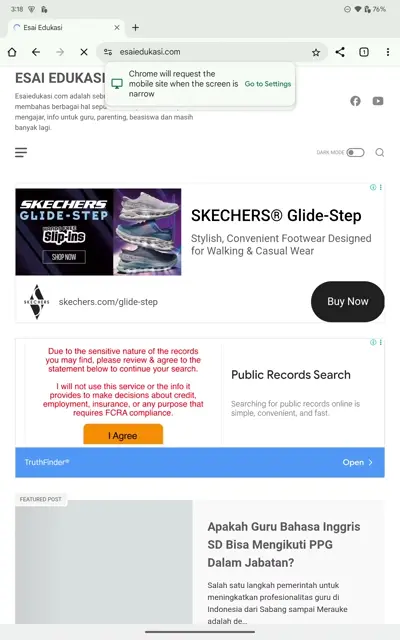 3:18
76%
Esai Edukasi
esaiedukasi.com
1
Chrome will request the
mobile site when the screen is
narrow
Go to Settings
ESAI EDUKASI
Esaiedukasi.com adalah
membahas berbagai hal
mengajar, info untuk guru, parenting, beasiswa dan masih
banyak lagi.
DARK MODE
SKECHERS
GLIDE-STEP
Slip-ins
SHOP NOW
SKECHERS® Glide-Step
Stylish, Convenient Footwear Designed
for Walking & Casual Wear
SKECHERS
skechers.com/glide-step
Buy Now
Due to the sensitive nature of the records
you may find, please review & agree to the
statement below to continue your search.
I will not use this service or the info it
provides to make decisions about credit,
employment, insurance, or any purpose that
requires FCRA compliance.
I Agree
Public Records Search
Searching for public records online is
simple, convenient, and fast.
TruthFinder®
Open
FEATURED POST
Apakah Guru Bahasa Inggris
SD Bisa Mengikuti PPG
Dalam Jabatan?
Salah satu langkah pemerintah untuk
meningkatkan profesionalitas guru di
Indonesia dari Sabang sampai Merauke
adalah de…